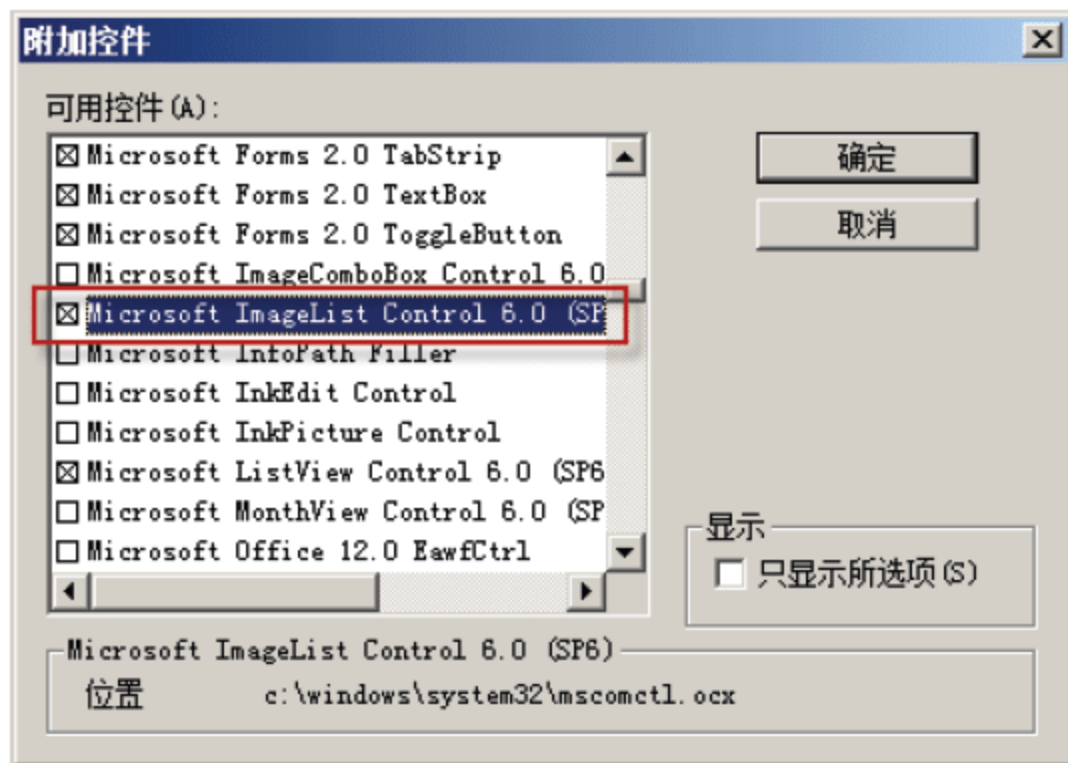 附加控件
可用控件(A):
Microsoft Forms 2.0 TabStrip
Microsoft Forms 2.0 TextBox
Microsoft Forms 2.0 ToggleButton
Microsoft ImageComboBox Control 6.0
Microsoft ImageList Control 6.0 (SP
Microsoft InfoPath Filler
Microsoft InkEdit Control
Microsoft InkPicture Control
Microsoft ListView Control 6.0 (SP6
Microsoft MonthView Control 6.0 (SP
Microsoft Office 12.0 EawfCtrl
确定
取消
显示
只显示所选项(S)
Microsoft ImageList Control 6.0 (SP6)
位置 c:\windows\system32\mscomctl.ocx